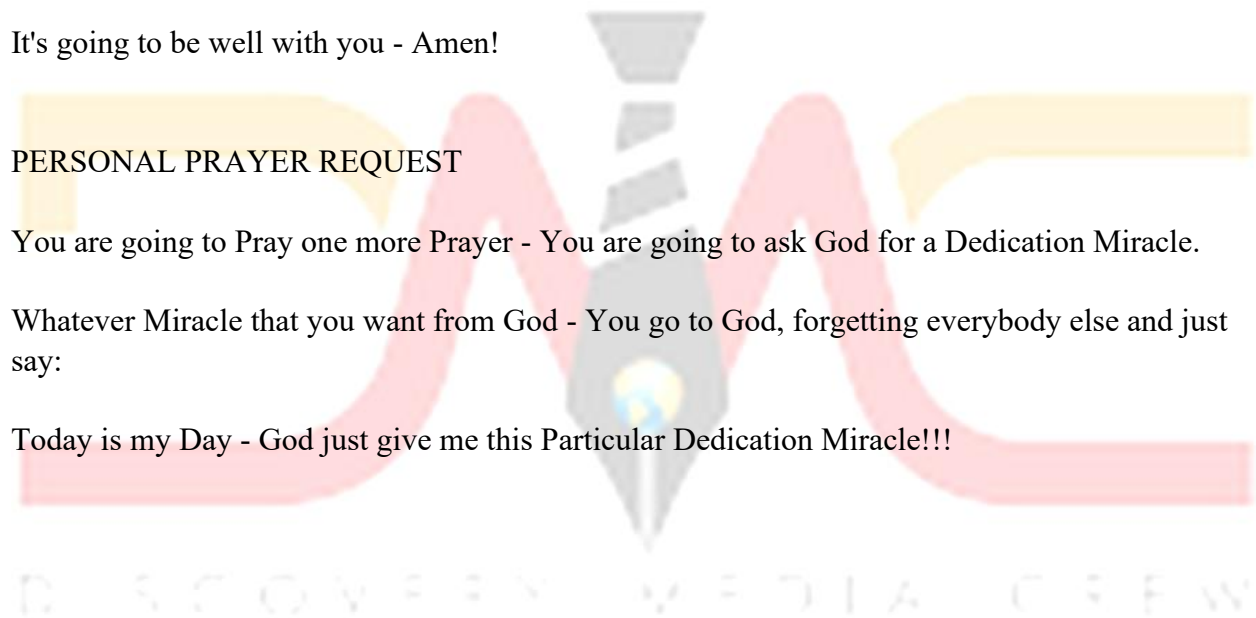 It's going to be well with you - Amen!
PERSONAL PRAYER REQUEST
You are going to Pray one more Prayer - You are going to ask God for a Dedication Miracle.
Whatever Miracle that you want from God - You go to God, forgetting everybody else and just
say:
Today is my Day - God just give me this Particular Dedication Miracle!!!
DISCOVERY MEDIA CREW